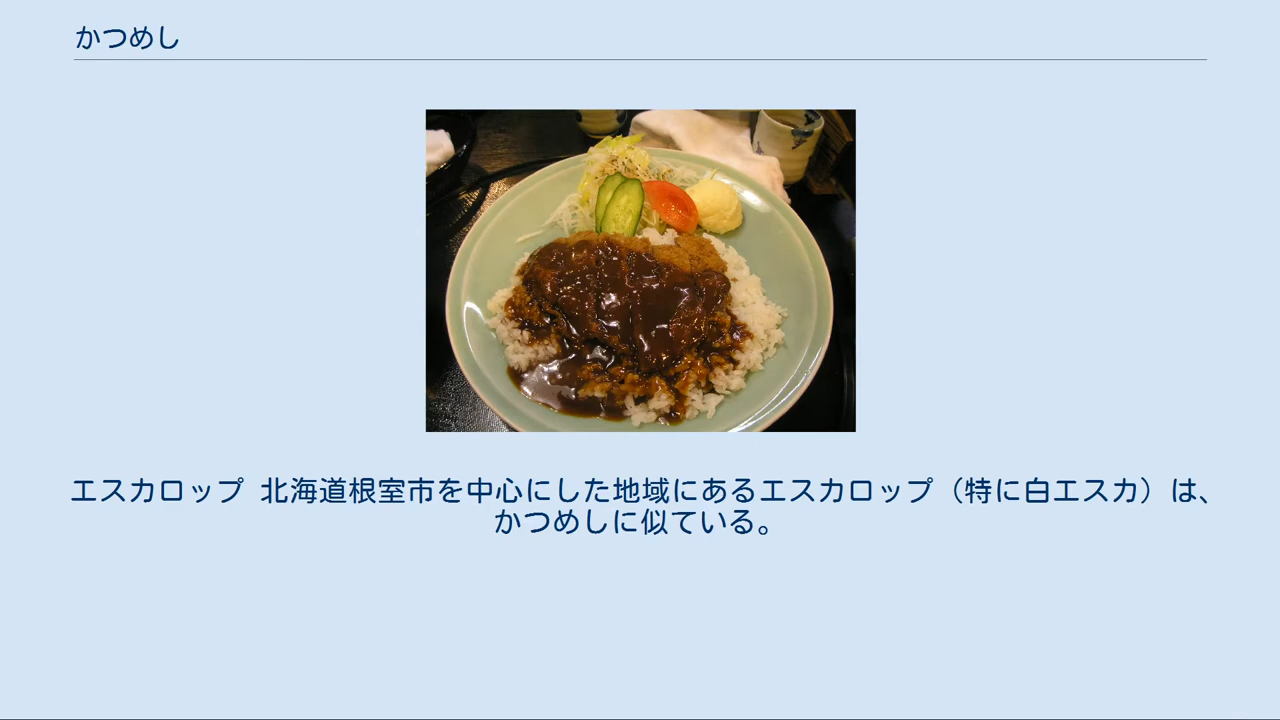 かつめし
エスカロップ 北海道根室市を中心にした地域にあるエスカロップ（特に白エスカ）は、
かつめしに似ている。